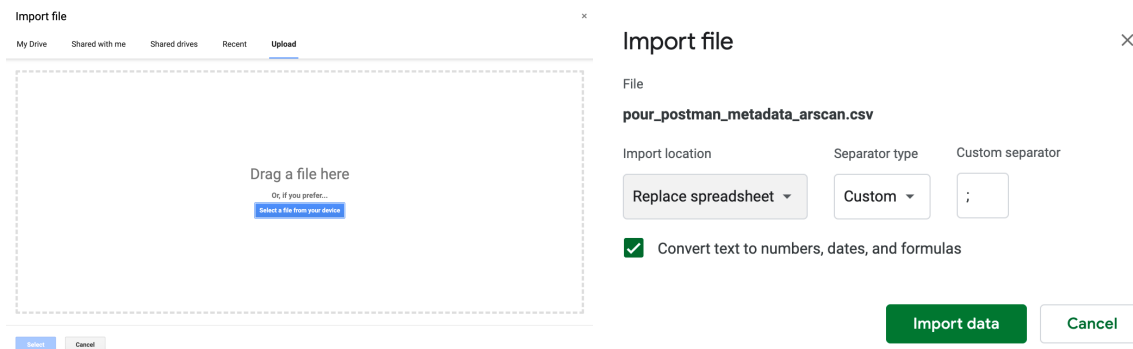 Import file
×
My Drive Shared with me Shared drives Recent Upload
Drag a file here
Or, if you prefer...
Select a file from your device
Select Cancel
Import file
×
File
pour_postman_metadata_arscan.csv
Import location Separator type Custom separator
Replace spreadsheet Custom ;
Convert text to numbers, dates, and formulas
Import data Cancel